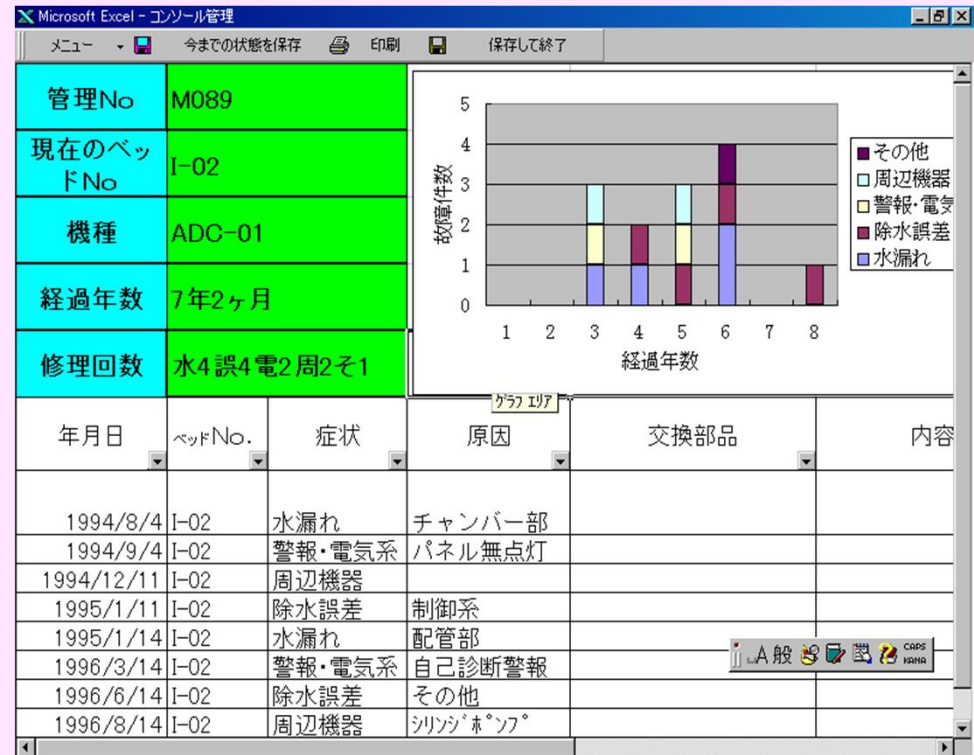 Microsoft Excel - コンソール管理
メニュー 今までの状態を保存 印刷 保存して終了
管理No M089
現在のベッドNo I-02
機種 ADC-01
経過年数 7年2ヶ月
修理回数 水4誤4電2周2そ1
5
4
3
2
1
0
故障件数
1 2 3 4 5 6 7 8
経過年数
その他
周辺機器
警報・電気
除水誤差
水漏れ
グラフ エリア
年月日 ベッドNo. 症状 原因 交換部品 内容
1994/8/4 I-02 水漏れ チャンバー部
1994/9/4 I-02 警報・電気系 パネル無点灯
1994/12/11 I-02 周辺機器
1995/1/11 I-02 除水誤差 制御系
1995/1/14 I-02 水漏れ 配管部
1996/3/14 I-02 警報・電気系 自己診断警報
1996/6/14 I-02 除水誤差 その他
1996/8/14 I-02 周辺機器 シリンジポンプ
A 般 CAPS
KANA